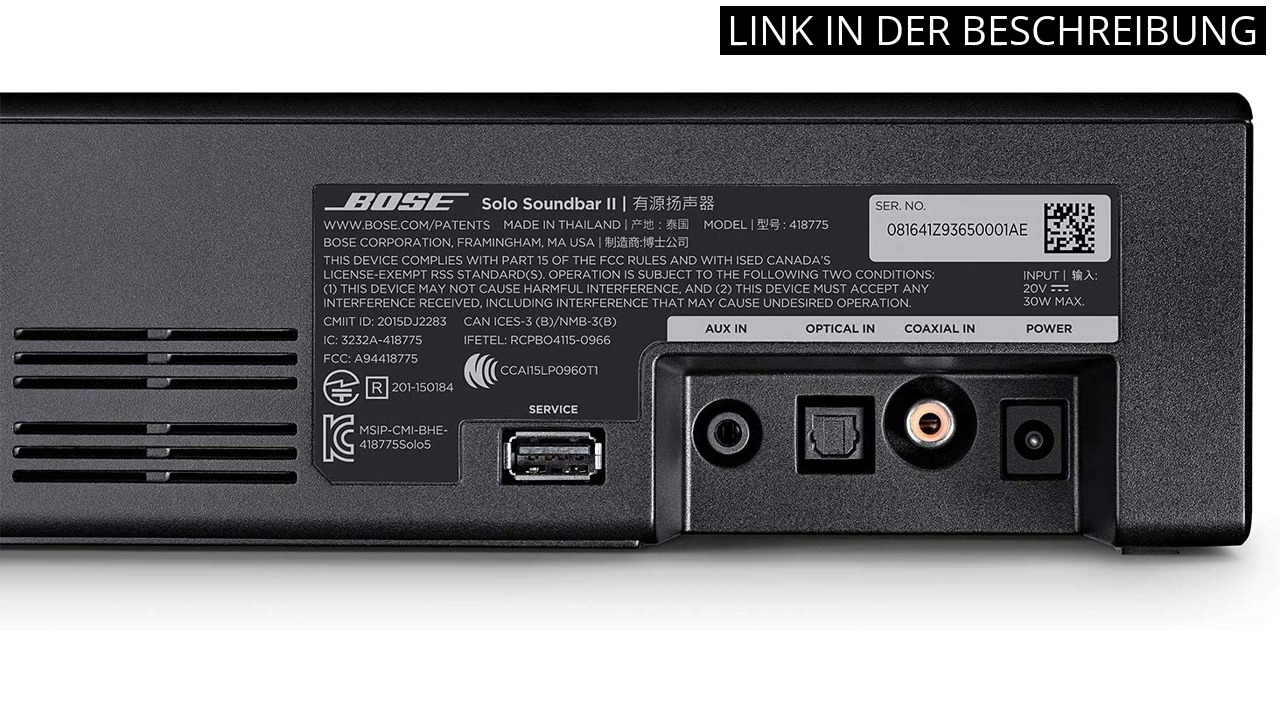 LINK IN DER BESCHREIBUNG
BOSE Solo Soundbar II | 有源扬声器
WWW.BOSE.COM/PATENTS MADE IN THAILAND | 产地：泰国 MODEL | 型号: 418775
BOSE CORPORATION, FRAMINGHAM, MA USA | 制造商:博士公司
SER. NO.
081641Z93650001AE
THIS DEVICE COMPLIES WITH PART 15 OF THE FCC RULES AND WITH ISED CANADA'S
LICENSE-EXEMPT RSS STANDARD(S). OPERATION IS SUBJECT TO THE FOLLOWING TWO CONDITIONS:
(1) THIS DEVICE MAY NOT CAUSE HARMFUL INTERFERENCE, AND (2) THIS DEVICE MUST ACCEPT ANY
INTERFERENCE RECEIVED, INCLUDING INTERFERENCE THAT MAY CAUSE UNDESIRED OPERATION.
INPUT | 输入:
20V
30W MAX.
CMIIT ID: 2015DJ2283 CAN ICES-3 (B)/NMB-3(B)
IC: 3232A-418775 IFETEL: RCPBO4115-0966
FCC: A94418775
CCAI15LP0960T1
R 201-150184
MSIP-CMI-BHE-
418775Solo5
SERVICE
AUX IN OPTICAL IN COAXIAL IN POWER